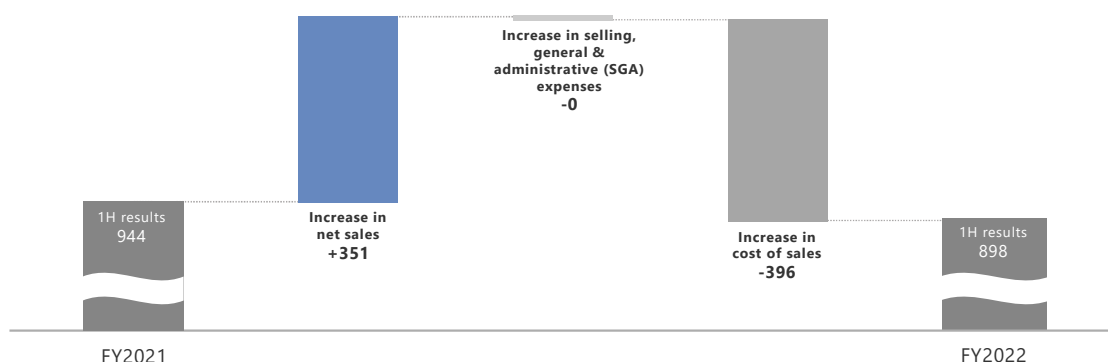 Increase in selling,
general &
administrative (SGA)
expenses
-0
1H results
944
Increase in
net sales
+351
Increase in
cost of sales
-396
1H results
898
FY2021
FY2022